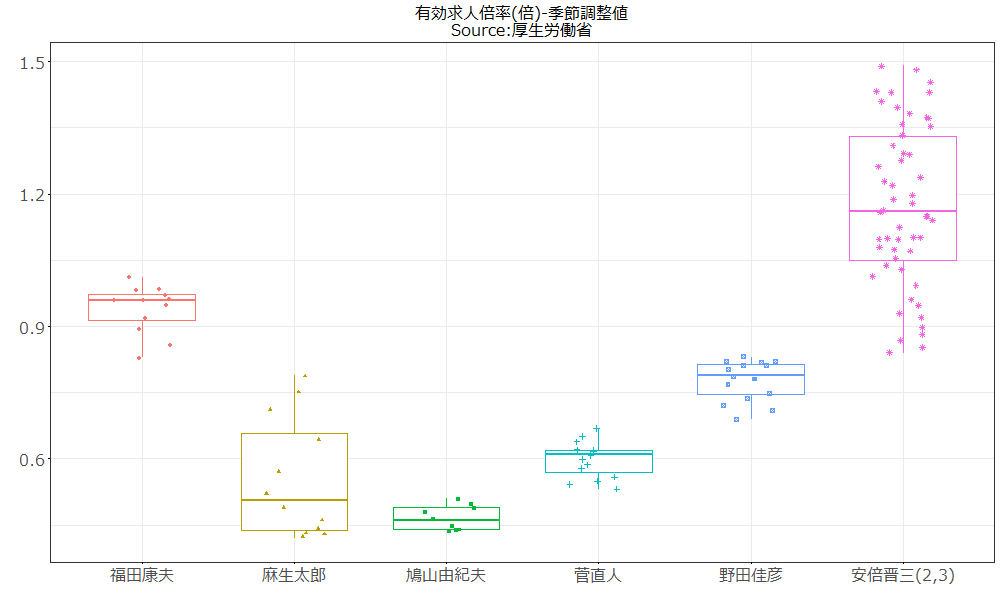 有効求人倍率(倍)-季節調整値
Source:厚生労働省
1.5
1.2
0.9
0.6
福田康夫
麻生太郎
鳩山由紀夫
菅直人
野田佳彦
安倍晋三(2,3)